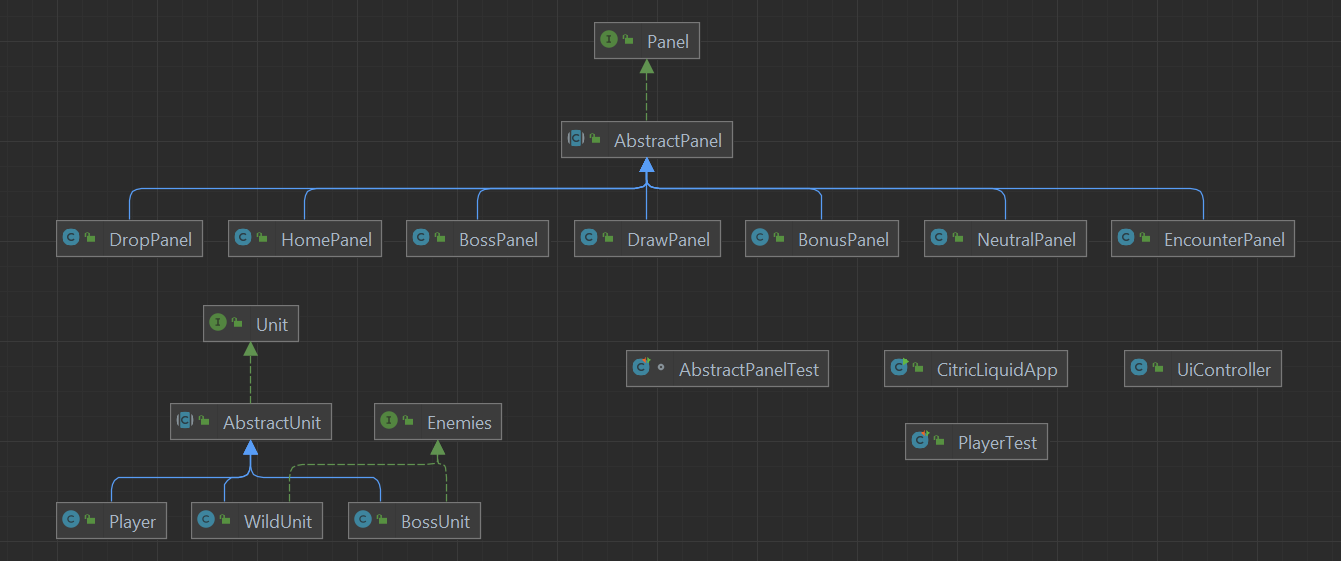 Panel
AbstractPanel
DropPanel
HomePanel
BossPanel
DrawPanel
BonusPanel
NeutralPanel
EncounterPanel
Unit
AbstractPanelTest
CitricLiquidApp
UiController
AbstractUnit
Enemies
PlayerTest
Player
WildUnit
BossUnit